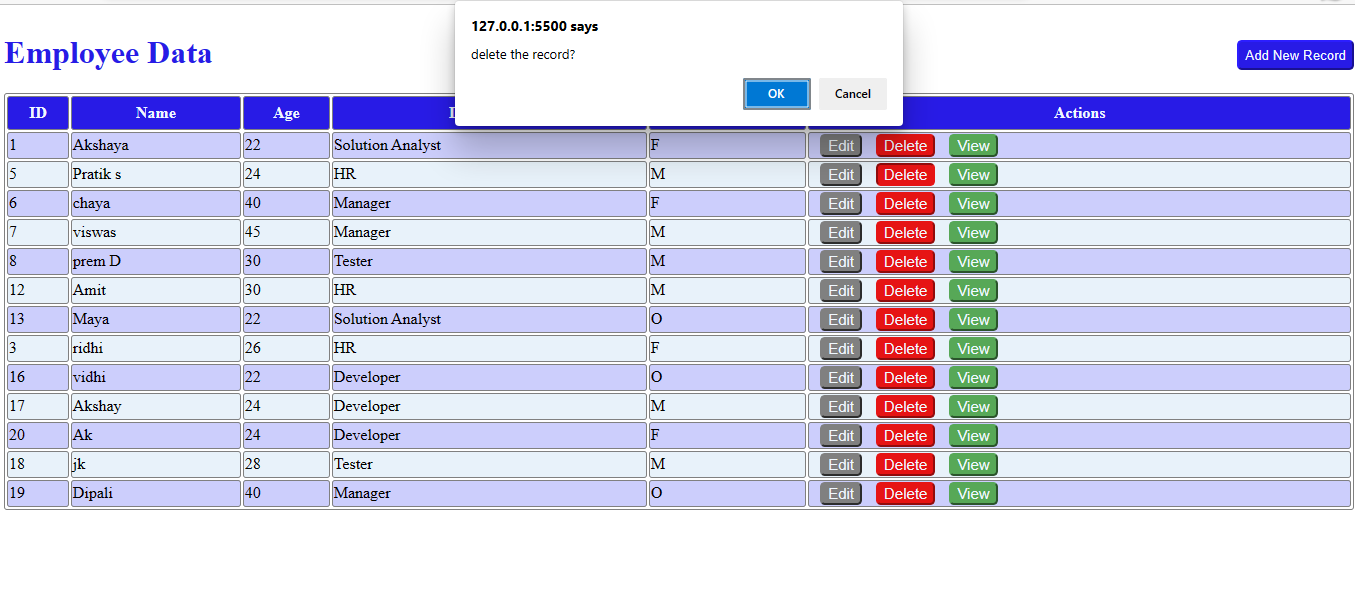 127.0.0.1:5500 says
delete the record?
OK Cancel
Employee Data
Add New Record
ID Name Age Actions
1 Akshaya 22 Solution Analyst F Edit Delete View
5 Pratik s 24 HR M Edit Delete View
6 chaya 40 Manager F Edit Delete View
7 viswas 45 Manager M Edit Delete View
8 prem D 30 Tester M Edit Delete View
12 Amit 30 HR M Edit Delete View
13 Maya 22 Solution Analyst O Edit Delete View
3 ridhi 26 HR F Edit Delete View
16 vidhi 22 Developer O Edit Delete View
17 Akshay 24 Developer M Edit Delete View
20 Ak 24 Developer F Edit Delete View
18 jk 28 Tester M Edit Delete View
19 Dipali 40 Manager O Edit Delete View